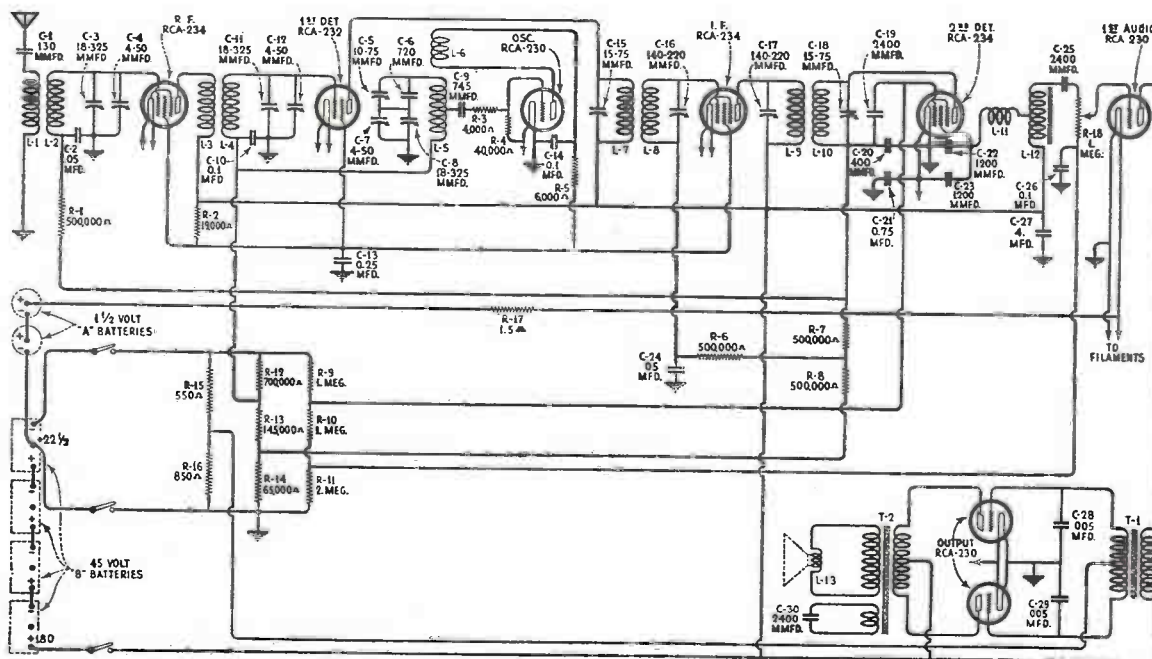 C-1
130
MMFD.
C-3
18-325
MMFD.
C-4
4-50
MMFD.
R.F.
RCA-234
C-11
18-325
MMFD.
C-12
4-50
MMFD.
1ST DET
RCA-232
C-5
10-75
MMFD.
C-6
720
MMFD.
L-6
OSC.
RCA-230
C-9
745
MMFD.
R-3
4,000Ω
R-4
40,000Ω
C-15
15-75
MMFD.
C-16
140-220
MMFD.
I.F.
RCA-234
C-17
140-220
MMFD.
C-18
15-75
MMFD.
C-19
2400
MMFD.
2ND DET.
RCA-234
C-25
2400
MMFD.
1ST AUDIO
RCA 230
L-1
L-2
C-2
.05
MFD.
L-3
L-4
C-10
0.1
MFD
C-7
4-50
MMFD.
L-5
C-8
18-325
MMFD.
C-14
0.1
MFD
R-5
6,000Ω
L-7
L-8
L-9
L-10
C-20
400
MMFD.
C-22
1200
MMFD
L-11
L-12
R-18
1.
MEG.
C-23
1200
MMFD
C-21
0.75
MFD.
C-26
0.1
MFD
C-27
4.
MFD.
R-1
500,000Ω
R-2
19,000Ω
C-13
0.25
MFD.
1 1/2 VOLT
"A" BATTERIES
R-17
1.5Ω
R-7
500,000Ω
R-6
500,000Ω
R-8
500,000Ω
C-24
05
MFD.
TO
FILAMENTS
R-15
550Ω
R-12
700,000Ω
R-9
1. MEG.
R-13
145,000Ω
R-10
1. MEG.
R-16
850Ω
R-14
65,000Ω
R-11
2. MEG.
+22 1/2
45 VOLT
"B" BATTERIES
+180
L-13
C-30
2400
MMFD.
T-2
OUTPUT
RCA-230
C-28
005
MFD.
C-29
005
MFD.
T-1